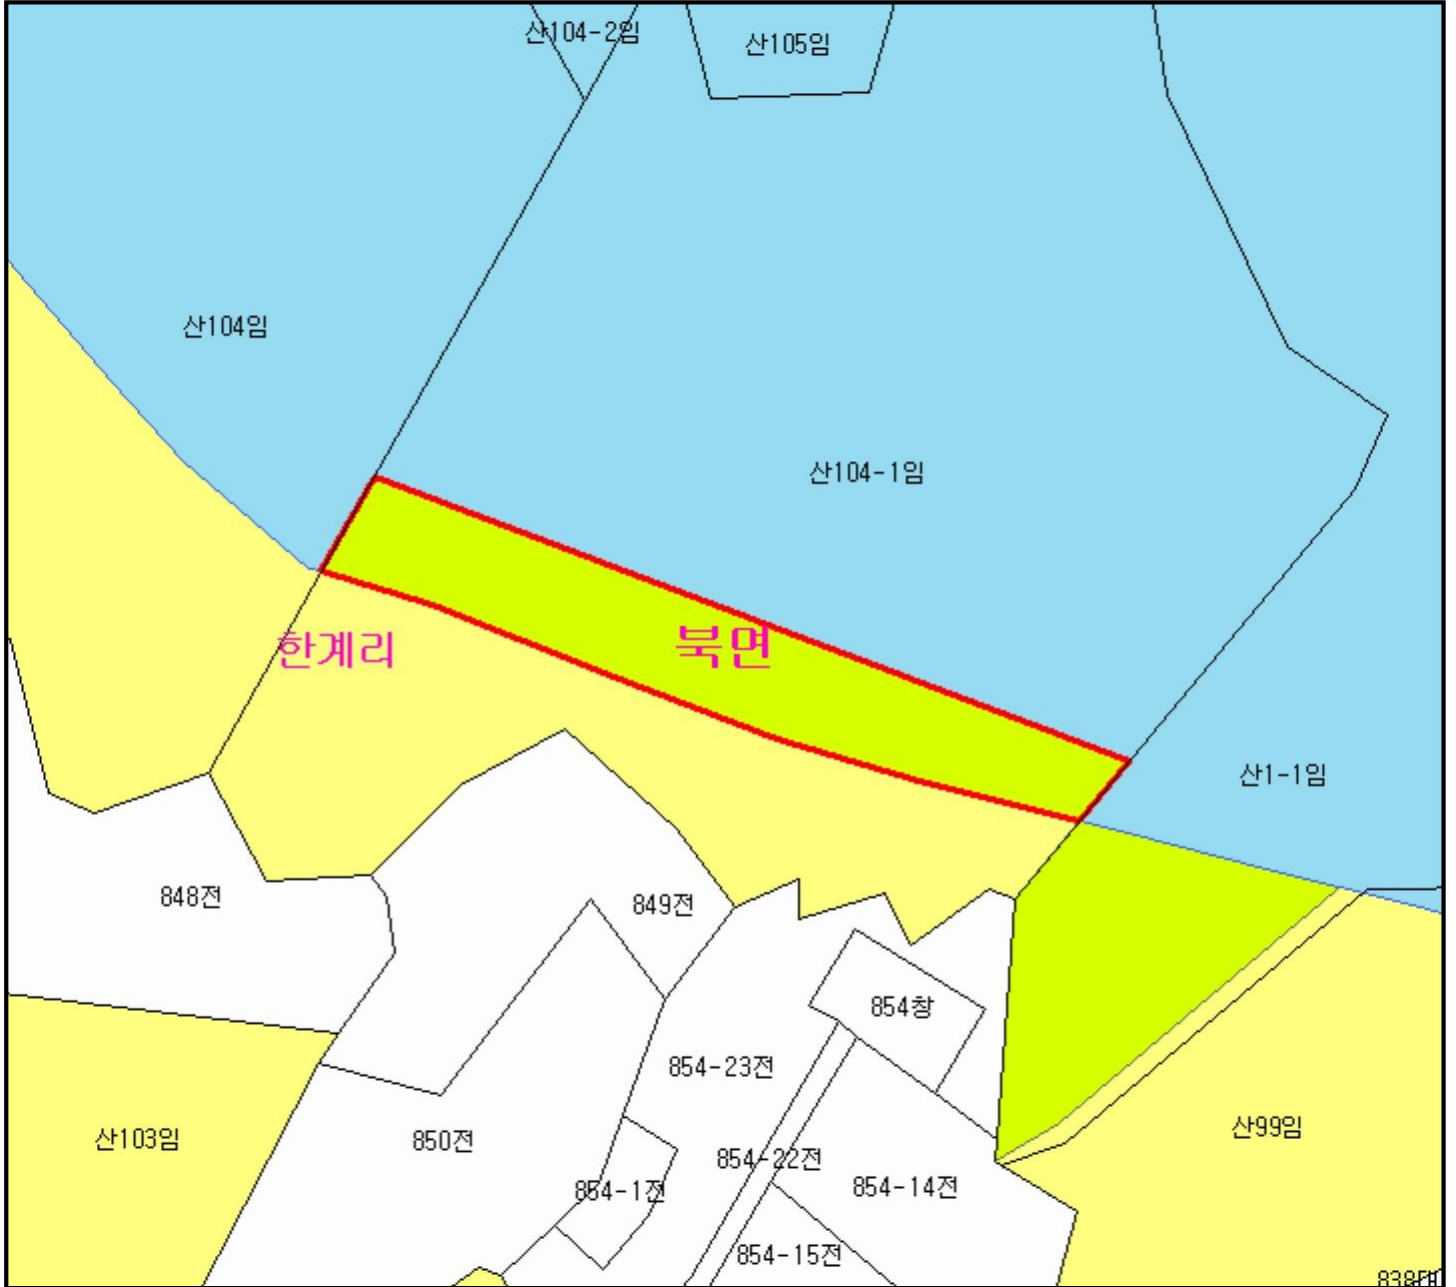 산104-2임
산105임
산104임
산104-1임
한계리
북면
산1-1임
848전
849전
854창
854-23전
산103임
850전
산99임
854-22전
854-1전
854-14전
854-15전